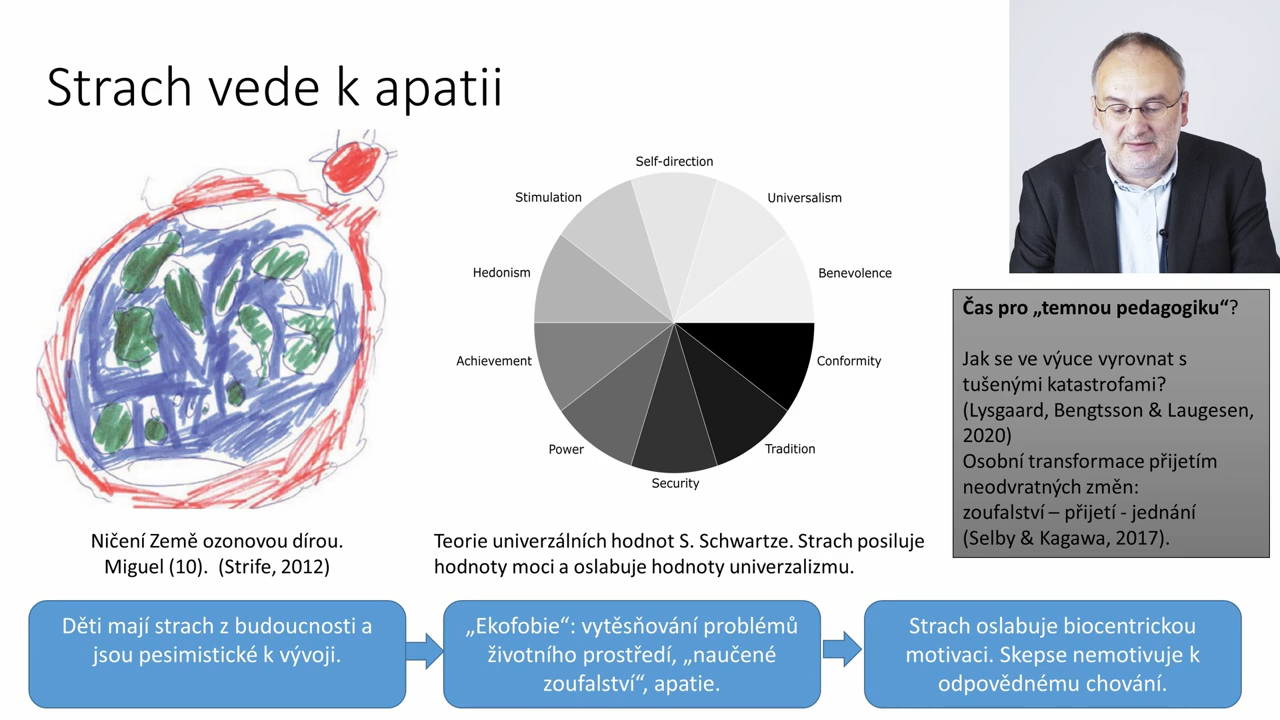 Strach vede k apatii
Self-direction
Stimulation
Universalism
Hedonism
Benevolence
Achievement
Conformity
Power
Tradition
Security
Čas pro „temnou pedagogiku“?
Jak se ve výuce vyrovnat s
tušenými katastrofami?
(Lysgaard, Bengtsson & Laugesen,
2020)
Osobní transformace přijetím
neodvratných změn:
zoufalství – přijetí - jednání
(Selby & Kagawa, 2017).
Ničení Země ozonovou dírou.
Miguel (10). (Strife, 2012)
Teorie univerzálních hodnot S. Schwartze. Strach posiluje
hodnoty moci a oslabuje hodnoty univerzalizmu.
Děti mají strach z budoucnosti a
jsou pesimistické k vývoji.
„Ekofobie“: vytěsňování problémů
životního prostředí, „naučené
zoufalství“, apatie.
Strach oslabuje biocentrickou
motivaci. Skepse nemotivuje k
odpovědnému chování.